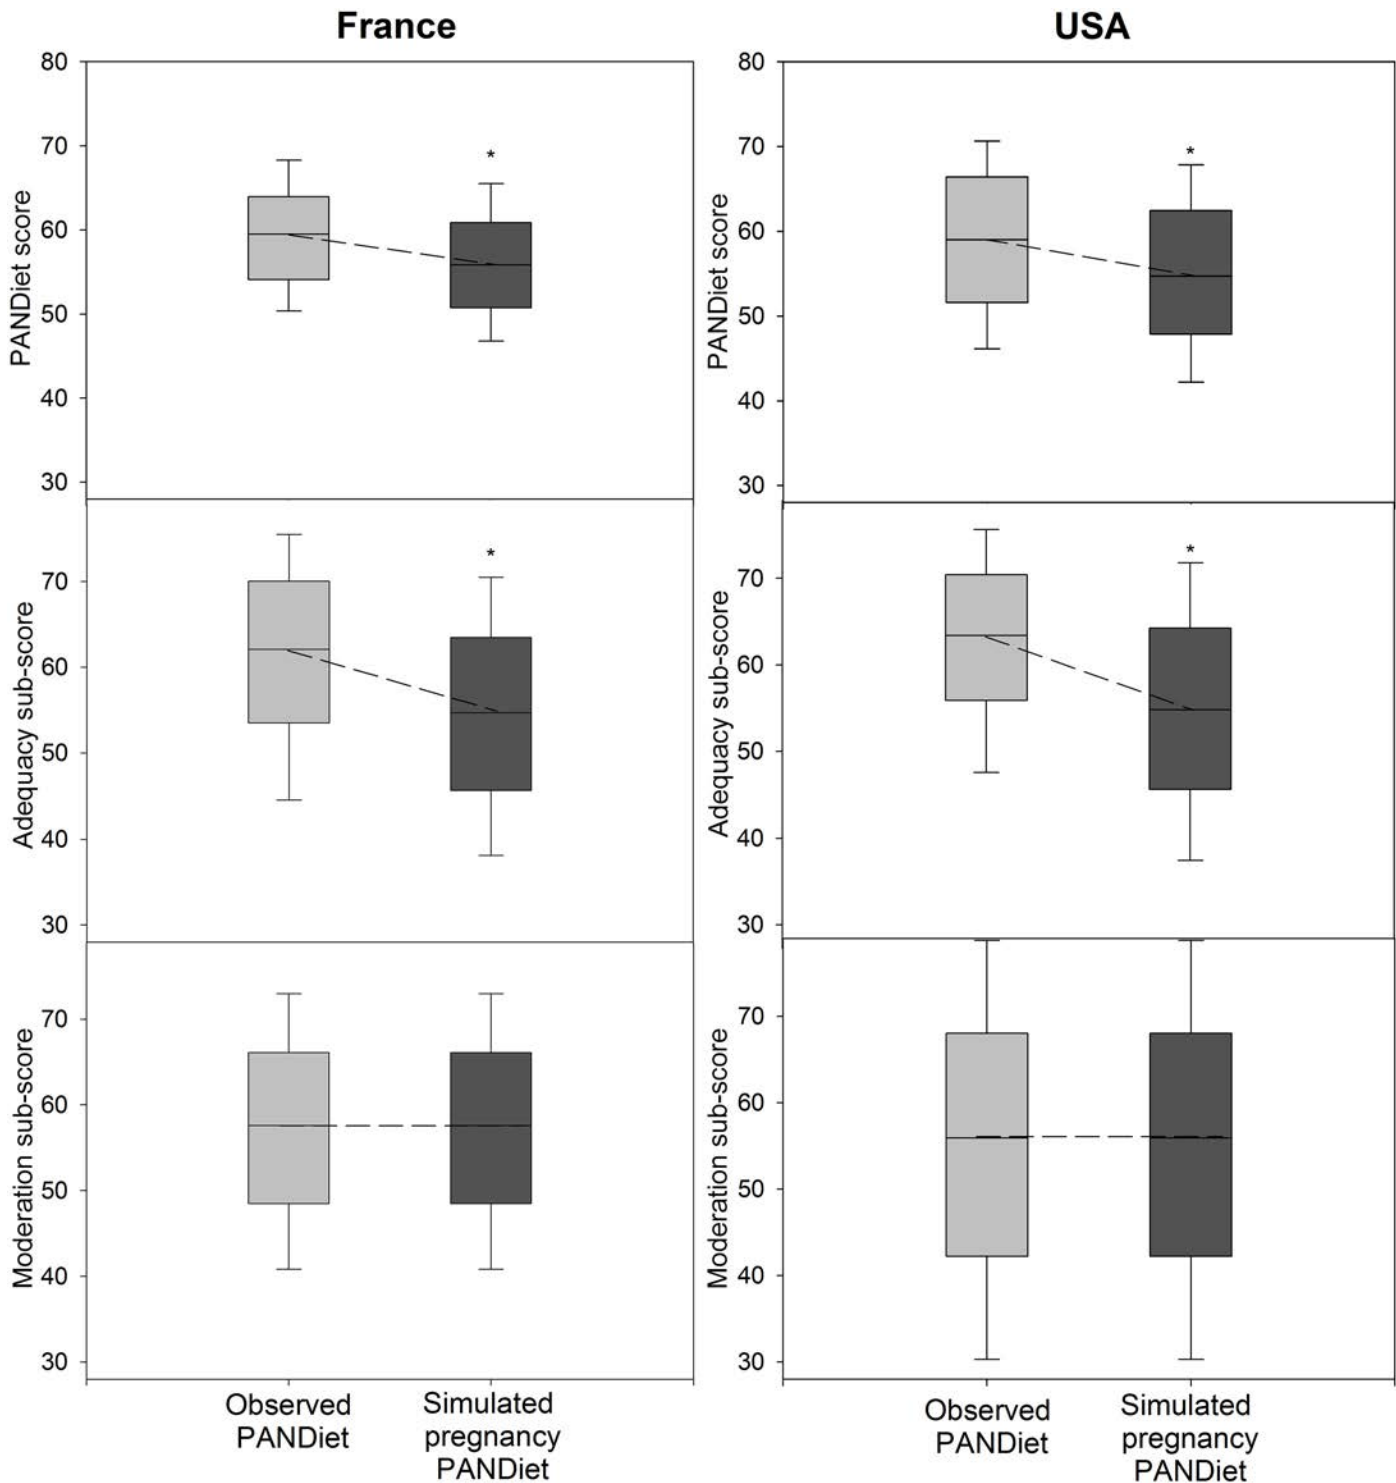 France
USA
80
70
60
50
40
30
PANDiet score
*
80
70
60
50
40
30
PANDiet score
*
70
60
50
40
30
Adequacy sub-score
*
70
60
50
40
30
Adequacy sub-score
*
70
60
50
40
30
Moderation sub-score
70
60
50
40
30
Moderation sub-score
Observed
PANDiet
Simulated
pregnancy
PANDiet
Observed
PANDiet
Simulated
pregnancy
PANDiet